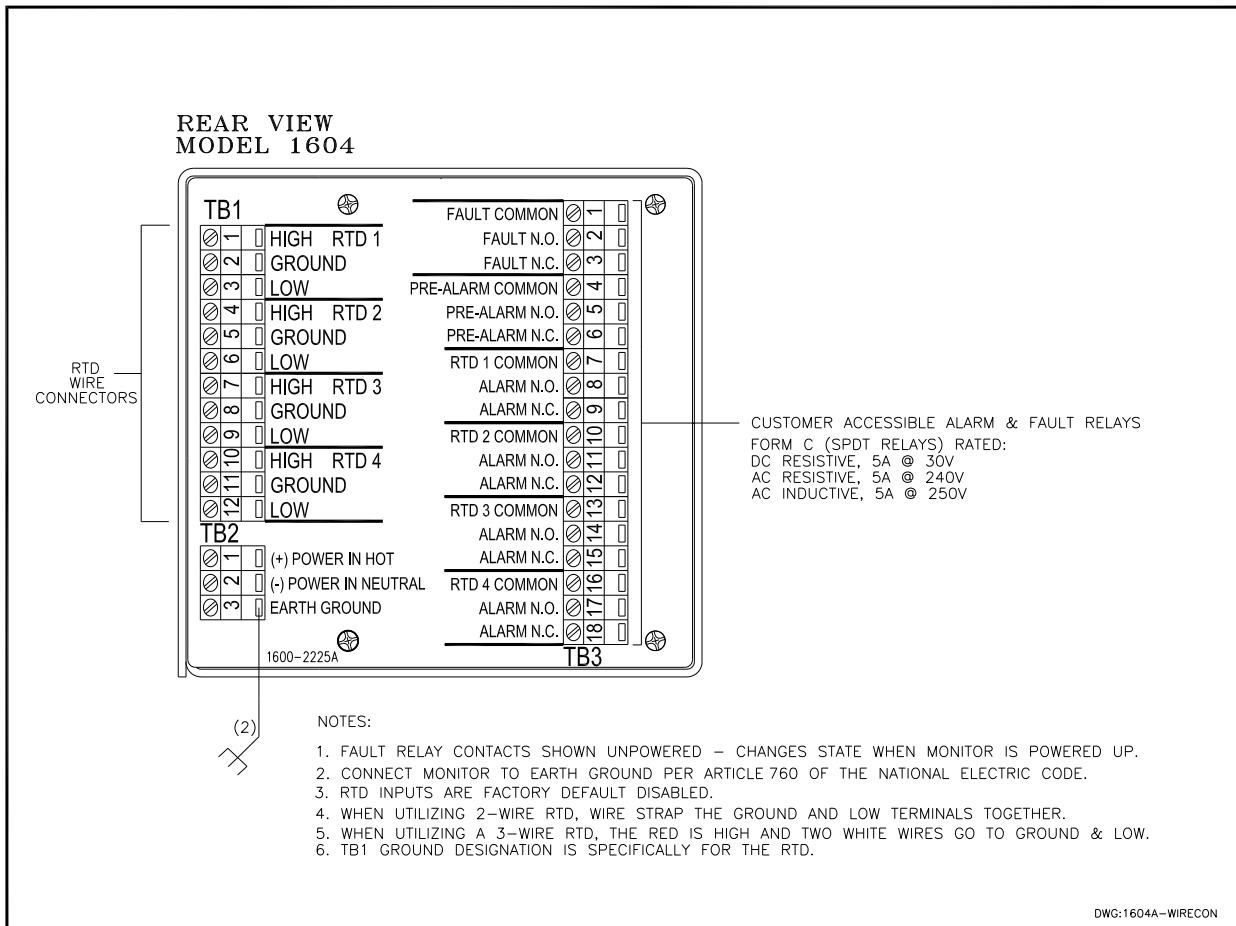 REAR VIEW
MODEL 1604
TB1
1 HIGH RTD 1
2 GROUND
3 LOW
4 HIGH RTD 2
5 GROUND
6 LOW
7 HIGH RTD 3
8 GROUND
9 LOW
10 HIGH RTD 4
11 GROUND
12 LOW
RTD
WIRE
CONNECTORS
TB2
1 (+) POWER IN HOT
2 (-) POWER IN NEUTRAL
3 EARTH GROUND
1600-2225A
(2)
FAULT COMMON 1
FAULT N.O. 2
FAULT N.C. 3
PRE-ALARM COMMON 4
PRE-ALARM N.O. 5
PRE-ALARM N.C. 6
RTD 1 COMMON 7
ALARM N.O. 8
ALARM N.C. 9
RTD 2 COMMON 10
ALARM N.O. 11
ALARM N.C. 12
RTD 3 COMMON 13
ALARM N.O. 14
ALARM N.C. 15
RTD 4 COMMON 16
ALARM N.O. 17
ALARM N.C. 18
TB3
CUSTOMER ACCESSIBLE ALARM & FAULT RELAYS
FORM C (SPDT RELAYS) RATED:
DC RESISTIVE, 5A @ 30V
AC RESISTIVE, 5A @ 240V
AC INDUCTIVE, 5A @ 250V
NOTES:
1. FAULT RELAY CONTACTS SHOWN UNPOWERED – CHANGES STATE WHEN MONITOR IS POWERED UP.
2. CONNECT MONITOR TO EARTH GROUND PER ARTICLE 760 OF THE NATIONAL ELECTRIC CODE.
3. RTD INPUTS ARE FACTORY DEFAULT DISABLED.
4. WHEN UTILIZING 2–WIRE RTD, WIRE STRAP THE GROUND AND LOW TERMINALS TOGETHER.
5. WHEN UTILIZING A 3–WIRE RTD, THE RED IS HIGH AND TWO WHITE WIRES GO TO GROUND & LOW.
6. TB1 GROUND DESIGNATION IS SPECIFICALLY FOR THE RTD.
DWG:1604A–WIRECON